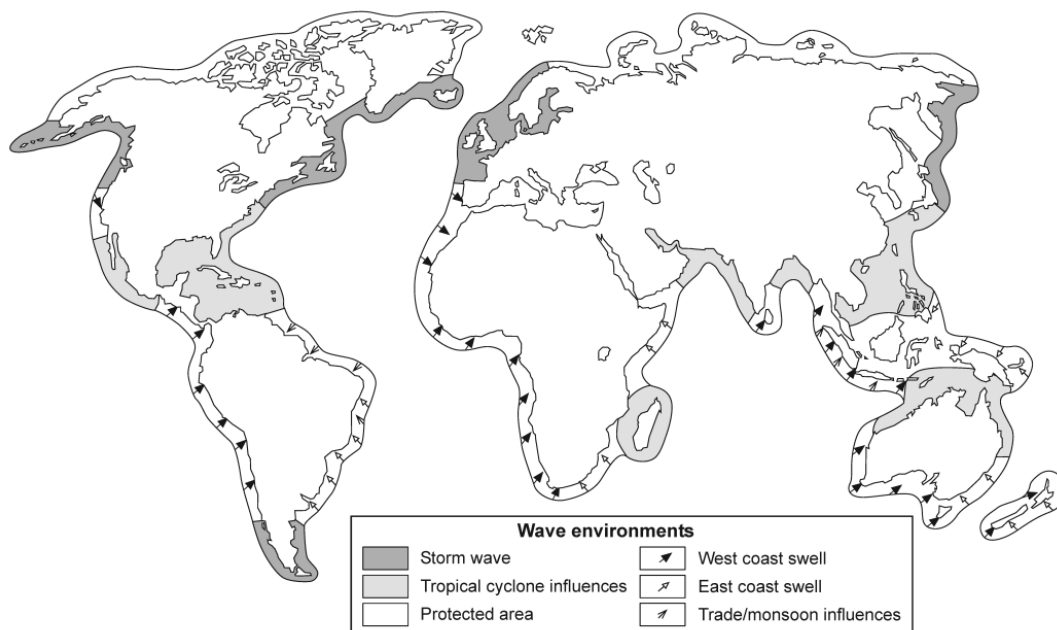 Wave environments
Storm wave
Tropical cyclone influences
Protected area
West coast swell
East coast swell
Trade/monsoon influences